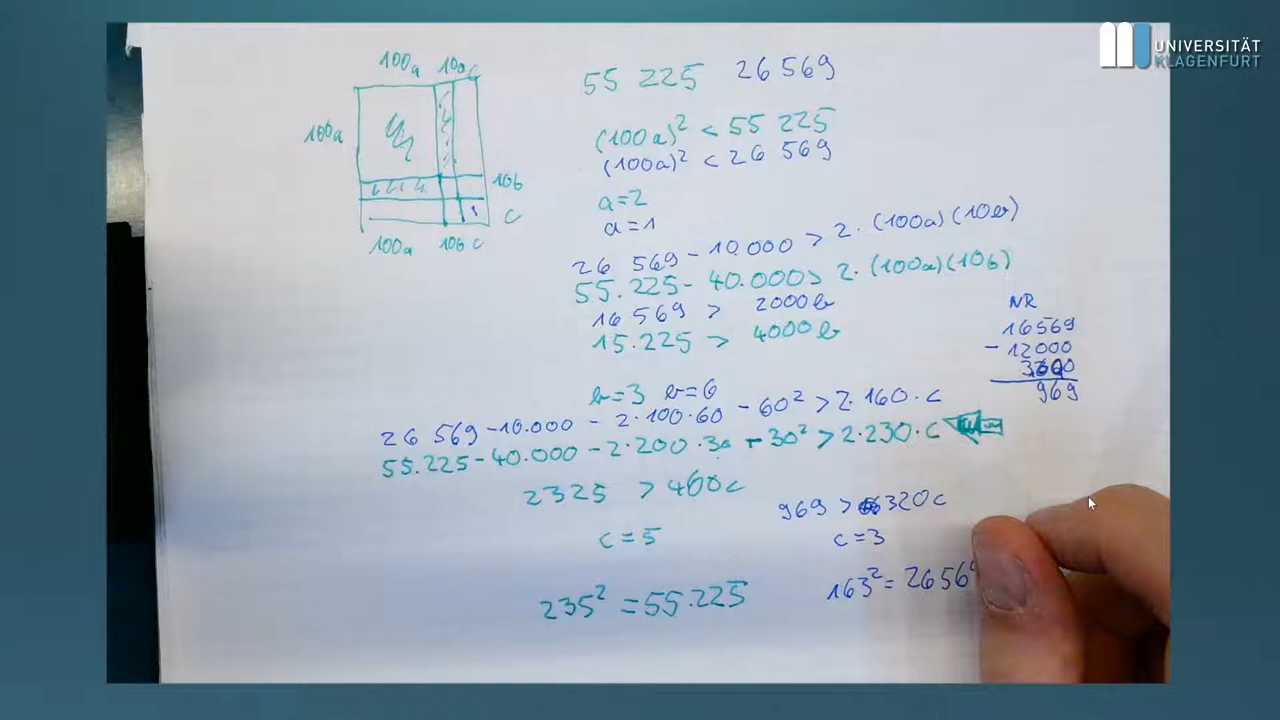 UNIVERSITÄT
KLAGENFURT
100a 10b c
100a
10b
c
100a 10b c
55 225 26 569
(100a)² < 55 225
(100a)² < 26 569
a=2
a=1
26 569 - 10.000 > 2·(100a)(10b)
55.225 - 40.000 > 2·(100a)(10b)
16 569 > 2000b
15.225 > 4000b
NR
16569
- 12000
3600
969
b=3 b=6
26 569 - 10.000 - 2·100·60 - 60² > 2·160·c
55.225 - 40.000 - 2·200·30 - 30² > 2·230·c
2325 > 460c
969 > 320c
c=5
c=3
235² = 55.225
163² = 26569